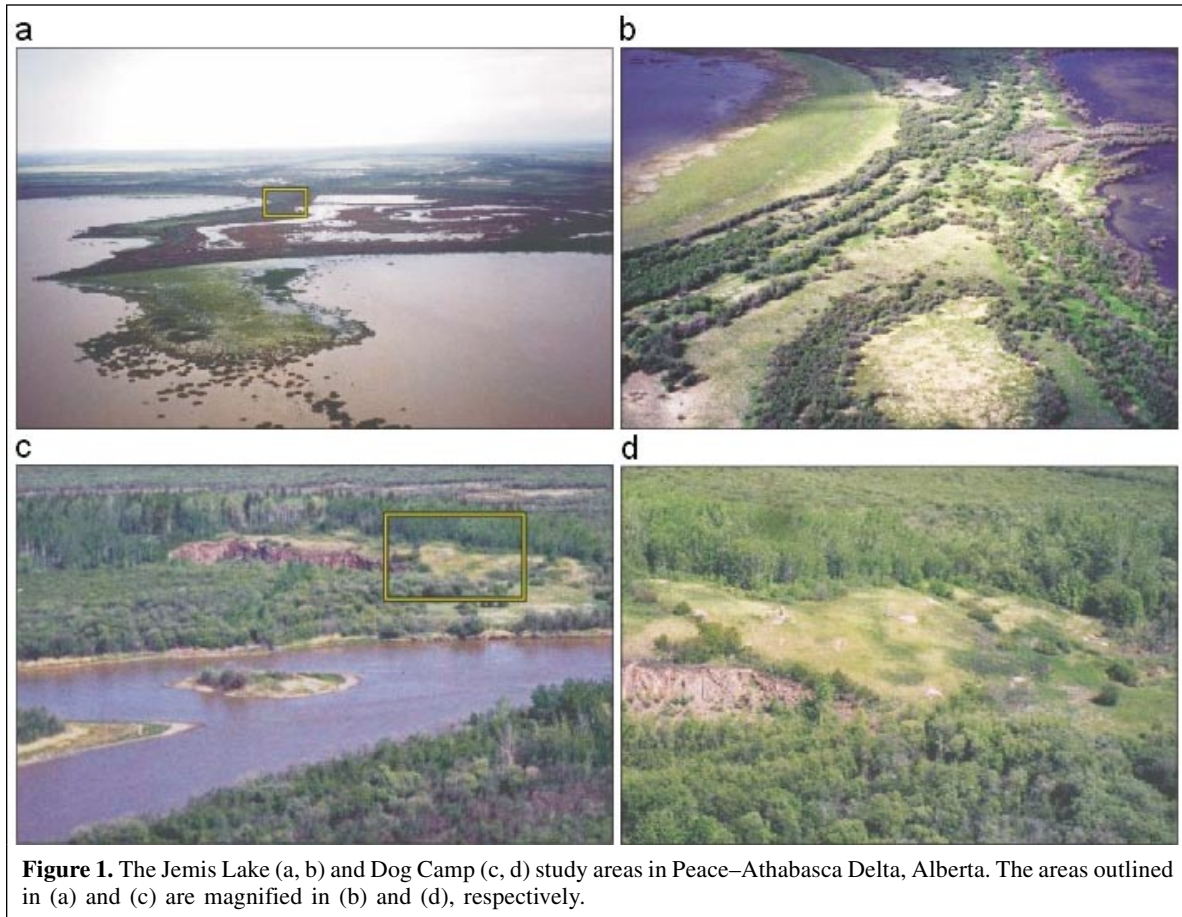 a
b
c
d
Figure 1. The Jemis Lake (a, b) and Dog Camp (c, d) study areas in Peace–Athabasca Delta, Alberta. The areas outlined
in (a) and (c) are magnified in (b) and (d), respectively.